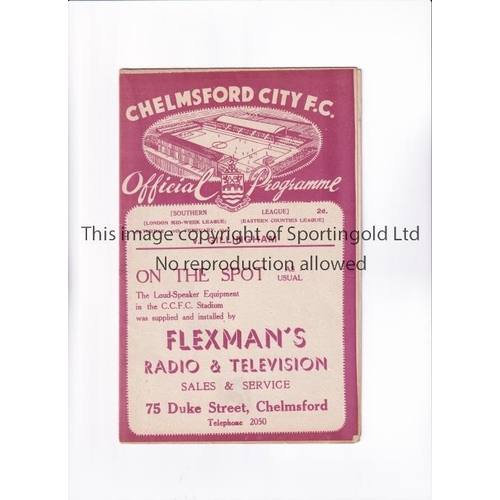 CHELMSFORD CITY F.C.
Official Programme
[SOUTHERN LEAGUE] 2d.
[LONDON MID-WEEK LEAGUE] [EASTERN COUNTIES LEAGUE]
This image copyright of Sportingold Ltd
GILLINGHAM
No reproduction allowed
ON THE SPOT AS USUAL
The Loud-Speaker Equipment
in the C.C.F.C. Stadium
was supplied and installed by
FLEXMAN'S
RADIO & TELEVISION
SALES & SERVICE
75 Duke Street, Chelmsford
Telephone 2050